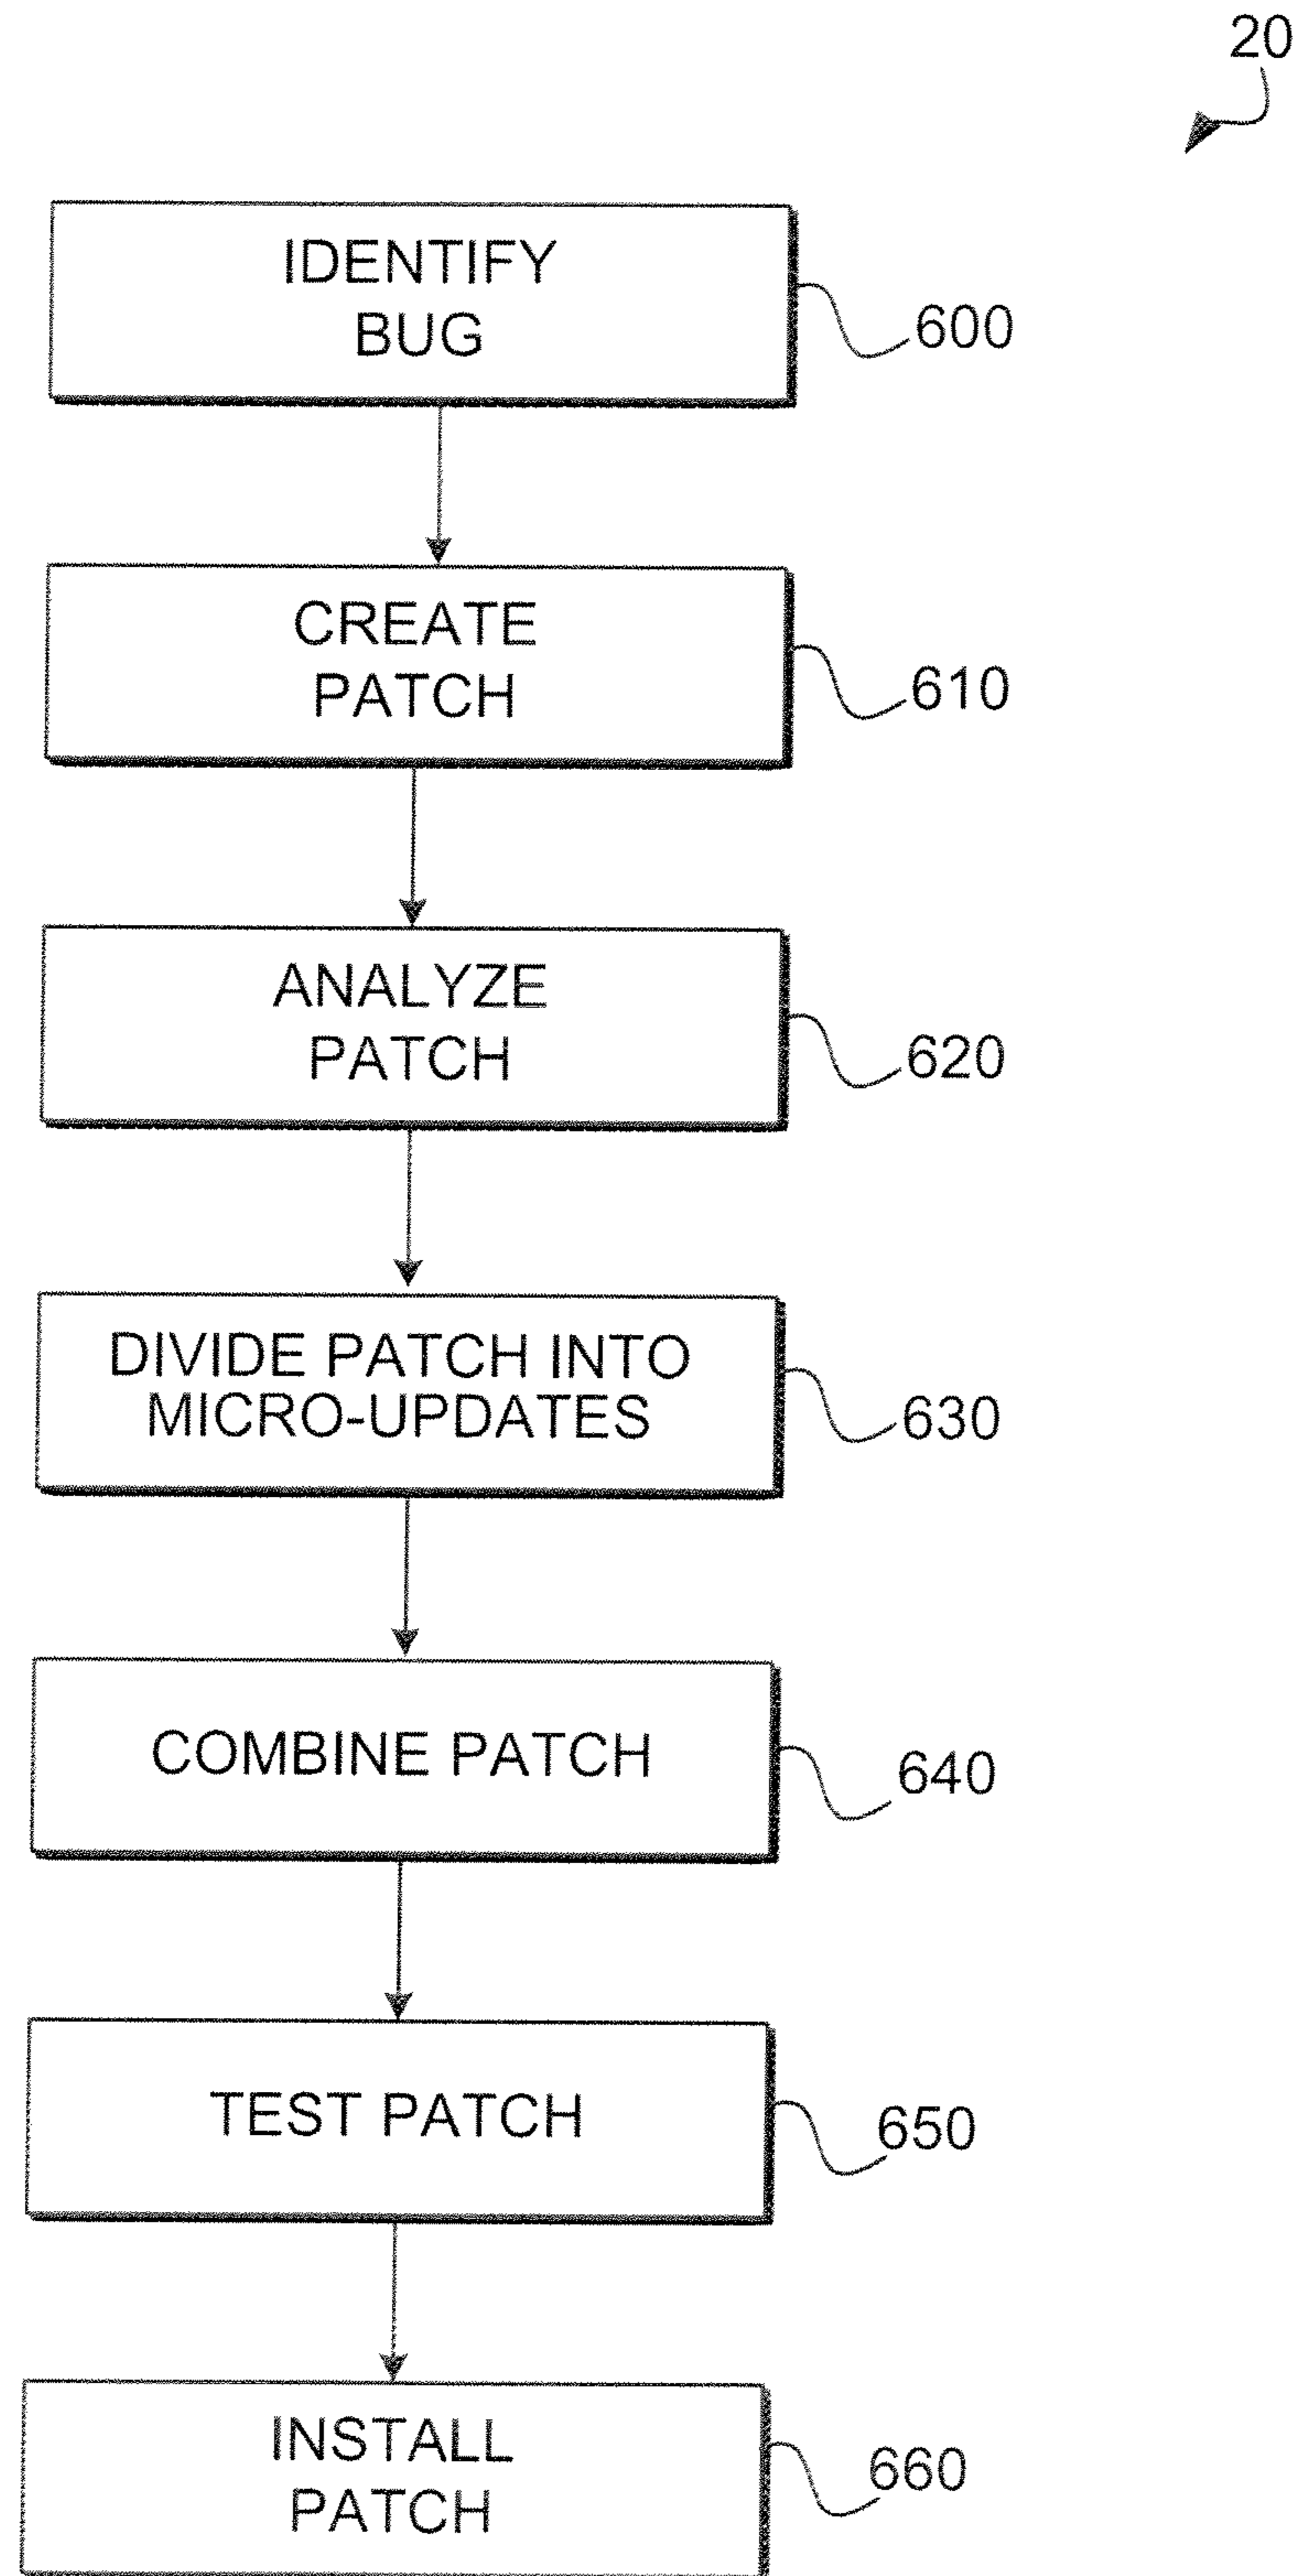 20
IDENTIFY
BUG
600
CREATE
PATCH
610
ANALYZE
PATCH
620
DIVIDE PATCH INTO
MICRO-UPDATES
630
COMBINE PATCH
640
TEST PATCH
650
INSTALL
PATCH
660